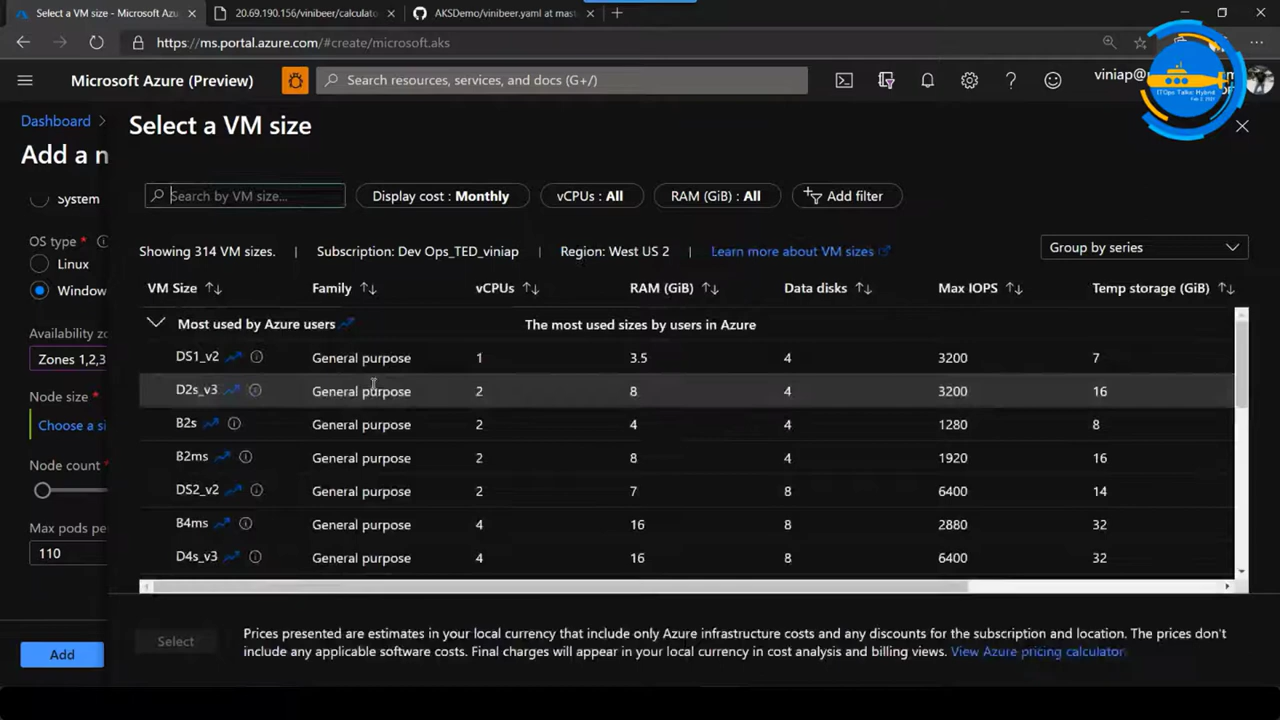 Select a VM size - Microsoft Azu
20.69.190.156/vinibeer/calculato
AKSDemo/vinibeer.yaml at mast
https://ms.portal.azure.com/#create/microsoft.aks
Microsoft Azure (Preview)
Search resources, services, and docs (G+/)
viniap@
ITOps Talks: Hybrid
Dashboard
Add a n
Select a VM size
Search by VM size...
Display cost : Monthly
vCPUs : All
RAM (GiB) : All
Add filter
System
OS type *
Linux
Window
Availability zo
Zones 1,2,3
Node size *
Choose a si
Node count *
Max pods pe
110
Add
Showing 314 VM sizes.
Subscription: Dev Ops_TED_viniap
Region: West US 2
Learn more about VM sizes
Group by series
VM Size Family vCPUs RAM (GiB) Data disks Max IOPS Temp storage (GiB)
Most used by Azure users The most used sizes by users in Azure
DS1_v2 General purpose 1 3.5 4 3200 7
D2s_v3 General purpose 2 8 4 3200 16
B2s General purpose 2 4 4 1280 8
B2ms General purpose 2 8 4 1920 16
DS2_v2 General purpose 2 7 8 6400 14
B4ms General purpose 4 16 8 2880 32
D4s_v3 General purpose 4 16 8 6400 32
Select
Prices presented are estimates in your local currency that include only Azure infrastructure costs and any discounts for the subscription and location. The prices don't
include any applicable software costs. Final charges will appear in your local currency in cost analysis and billing views. View Azure pricing calculator